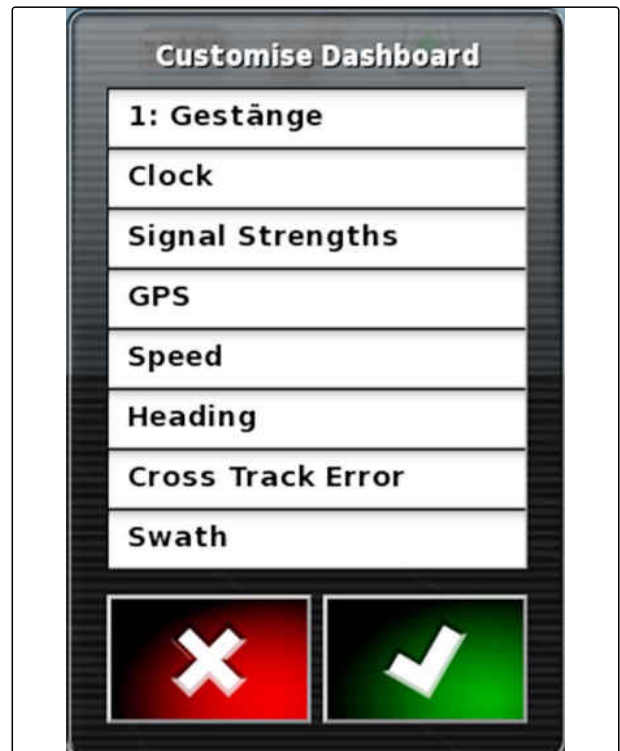 Customise Dashboard
1: Gestänge
Clock
Signal Strengths
GPS
Speed
Heading
Cross Track Error
Swath